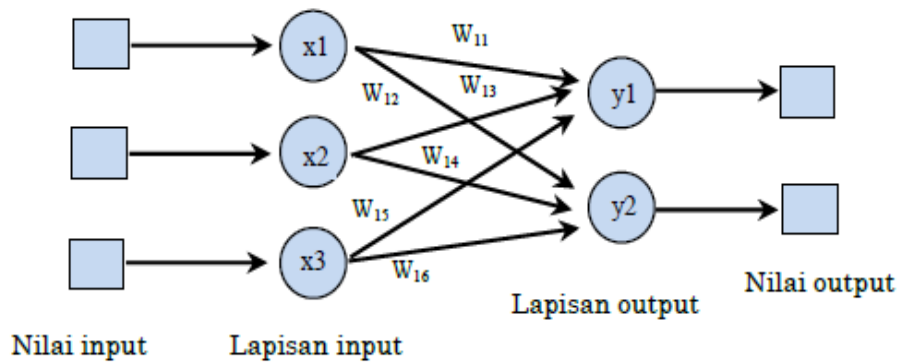 x1
x2
x3
W11
W12
W13
W14
W15
W16
y1
y2
Nilai input
Lapisan input
Lapisan output
Nilai output